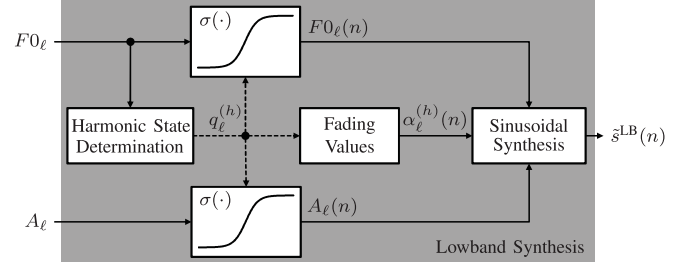 σ(·)
F0ℓ
F0ℓ(n)
Harmonic State
Determination
qℓ^(h)
Fading
Values
αℓ^(h)(n)
Sinusoidal
Synthesis
s̃^LB(n)
σ(·)
Aℓ
Aℓ(n)
Lowband Synthesis